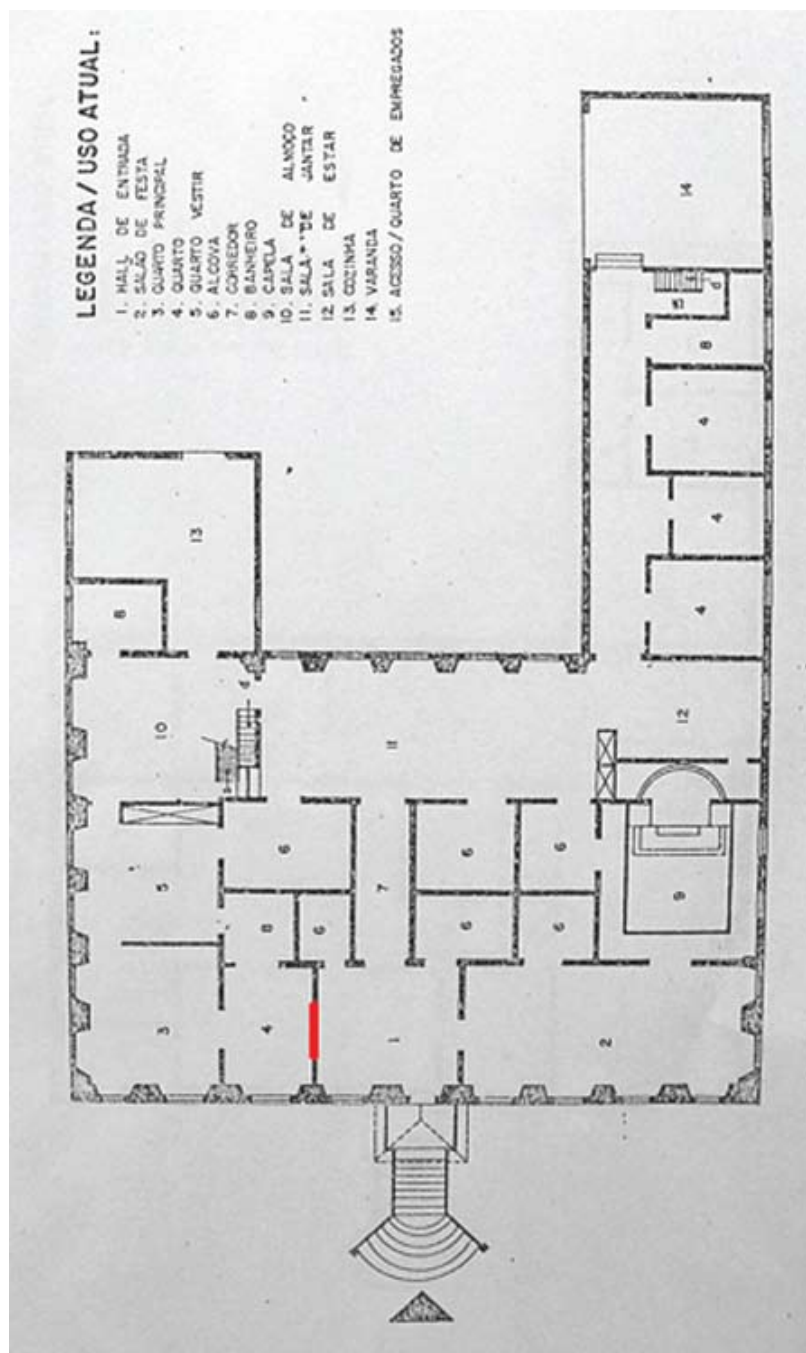 LEGENDA / USO ATUAL:
1. HALL DE ENTRADA
2. SALÃO DE FESTA
3. QUARTO PRINCIPAL
4. QUARTO
5. QUARTO VESTIR
6. ALCOVA
7. CORREDOR
8. BANHEIRO
9. CAPELA
10. SALA DE ALMOÇO
11. SALA DE JANTAR
12. SALA DE ESTAR
13. COZINHA
14. VARANDA
15. ACESSO/QUARTO DE EMPREGADOS
14
15
d
8
4
4
4
12
13
8
10
d
11
5
6
7
6
6
9
8
6
6
6
3
4
1
2